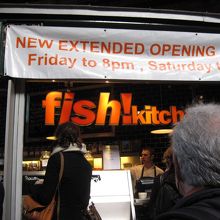 NEW EXTENDED OPENING
Friday to 8pm , Saturday t
fish!kitch